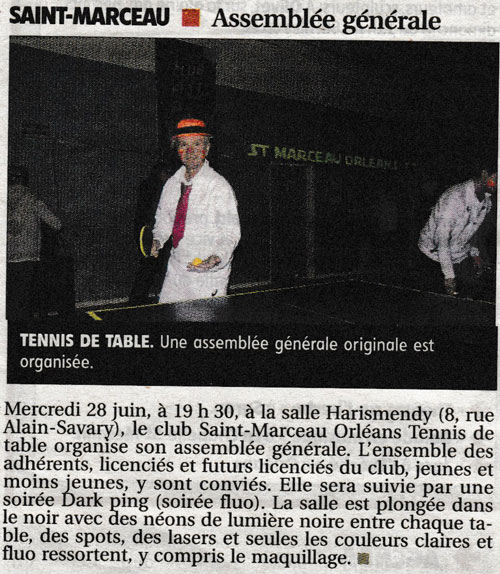 SAINT-MARCEAU ■ Assemblée générale
ST MARCEAU ORLEANS
TENNIS DE TABLE. Une assemblée générale originale est
organisée.
Mercredi 28 juin, à 19 h 30, à la salle Harismendy (8, rue
Alain-Savary), le club Saint-Marceau Orléans Tennis de
table organise son assemblée générale. L'ensemble des
adhérents, licenciés et futurs licenciés du club, jeunes et
moins jeunes, y sont conviés. Elle sera suivie par une
soirée Dark ping (soirée fluo). La salle est plongée dans
le noir avec des néons de lumière noire entre chaque ta-
ble, des spots, des lasers et seules les couleurs claires et
fluo ressortent, y compris le maquillage.